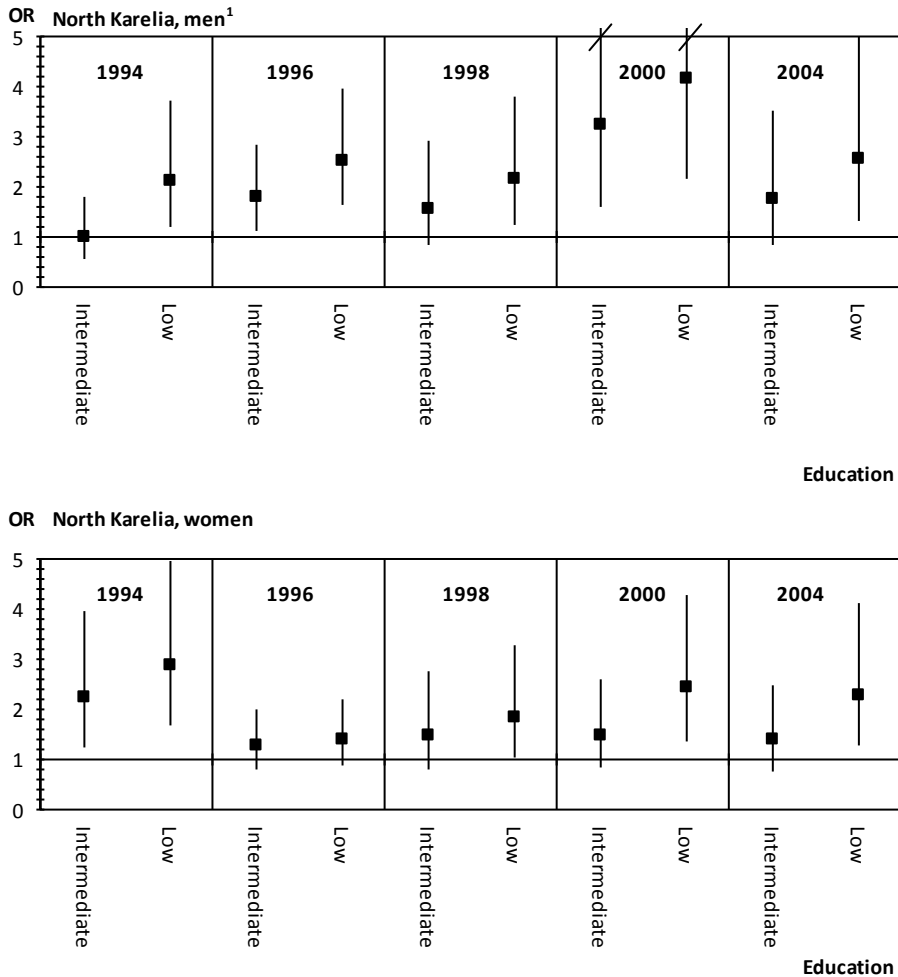 OR North Karelia, men¹
5
1994 1996 1998 2000 2004
4
3
2
1
0
Intermediate Low Intermediate Low Intermediate Low Intermediate Low Intermediate Low
Education
OR North Karelia, women
5
1994 1996 1998 2000 2004
4
3
2
1
0
Intermediate Low Intermediate Low Intermediate Low Intermediate Low Intermediate Low
Education